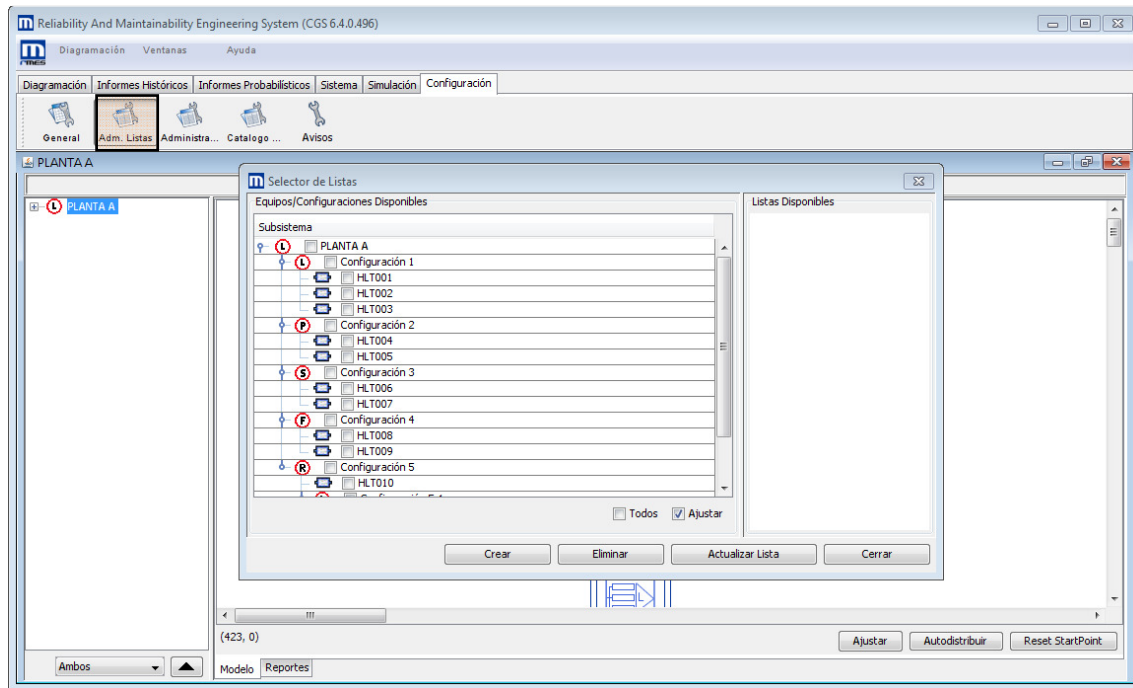 Reliability And Maintainability Engineering System (CGS 6.4.0.496)
Diagramación Ventanas Ayuda
rmes
Diagramación Informes Históricos Informes Probabilísticos Sistema Simulación Configuración
General Adm. Listas Administra... Catalogo ... Avisos
PLANTA A
PLANTA A
Selector de Listas
Equipos/Configuraciones Disponibles
Listas Disponibles
Subsistema
L PLANTA A
L Configuración 1
HLT001
HLT002
HLT003
P Configuración 2
HLT004
HLT005
S Configuración 3
HLT006
HLT007
F Configuración 4
HLT008
HLT009
R Configuración 5
HLT010
Todos Ajustar
Crear Eliminar Actualizar Lista Cerrar
L
(423, 0)
Ajustar Autodistribuir Reset StartPoint
Ambos
Modelo Reportes